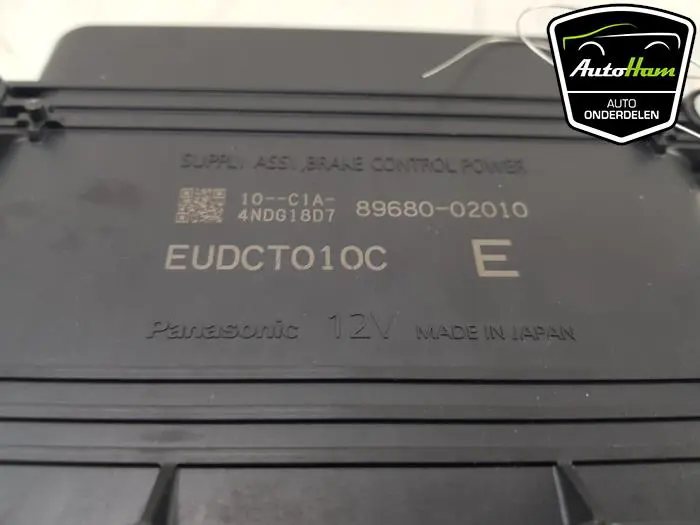 AutoHam
AUTO
ONDERDELEN
SUPPLY ASSY,BRAKE CONTROL POWER
10--C1A-
4NDG18D7 89680-02010
EUDCT010C E
Panasonic 12V MADE IN JAPAN